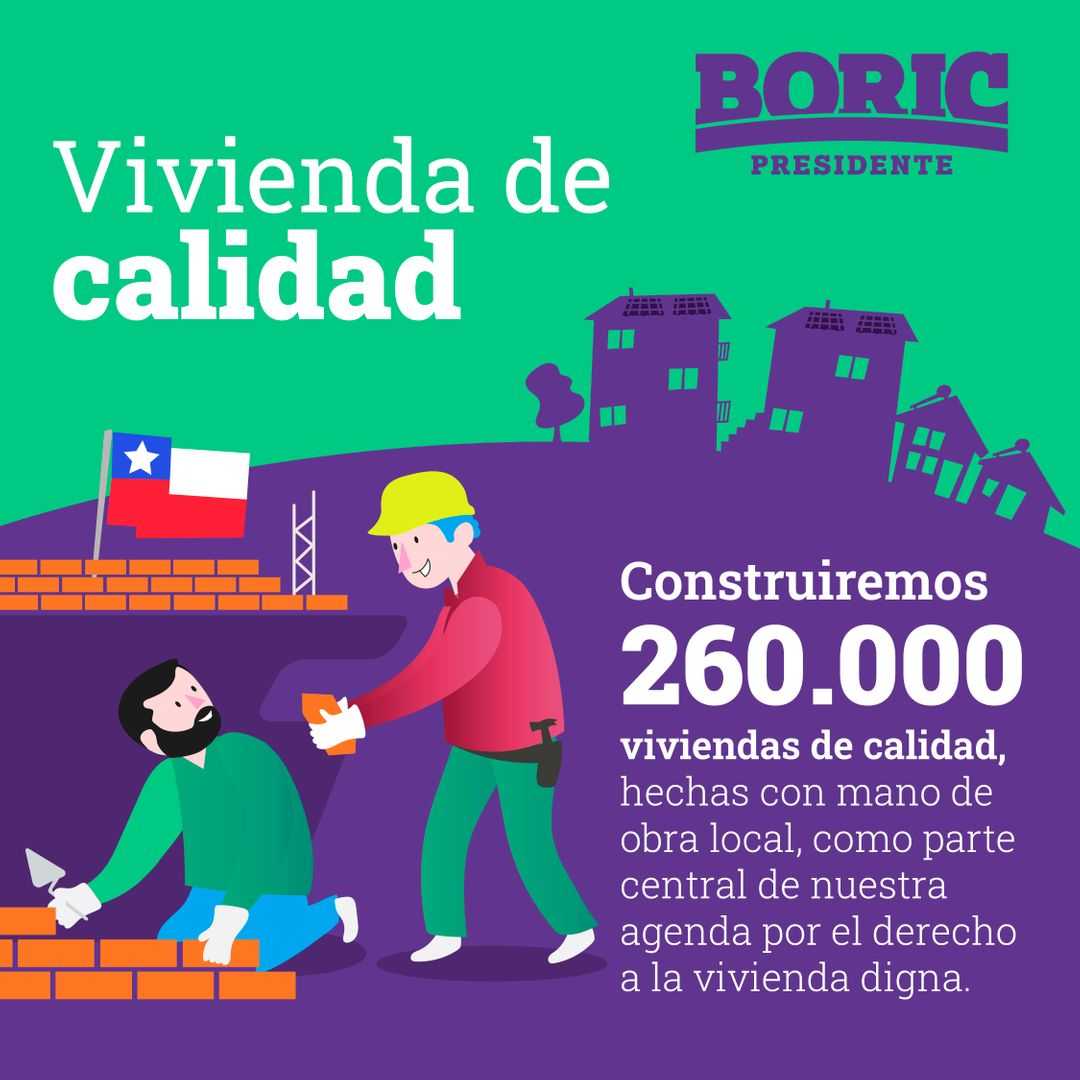 BORIC
PRESIDENTE
Vivienda de
calidad
Construiremos
260.000
viviendas de calidad,
hechas con mano de
obra local, como parte
central de nuestra
agenda por el derecho
a la vivienda digna.